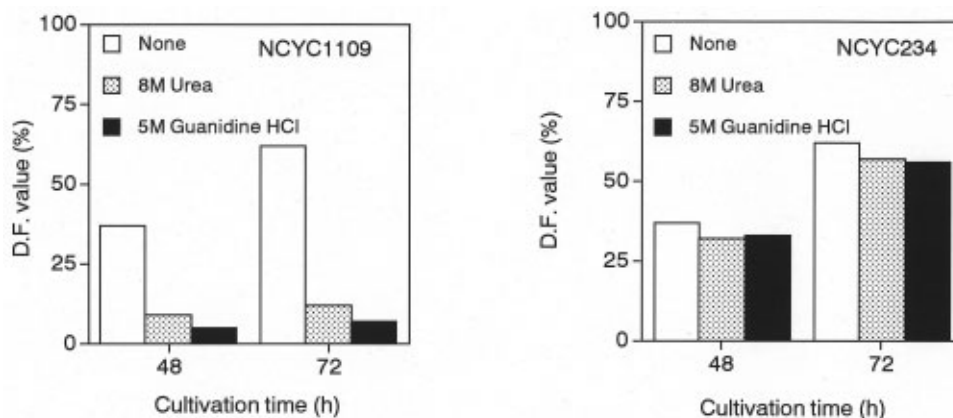 100
75
50
25
0
D.F. value (%)
None
NCYC1109
8M Urea
5M Guanidine HCl
48
72
Cultivation time (h)
100
75
50
25
0
D.F. value (%)
None
NCYC234
8M Urea
5M Guanidine HCl
48
72
Cultivation time (h)